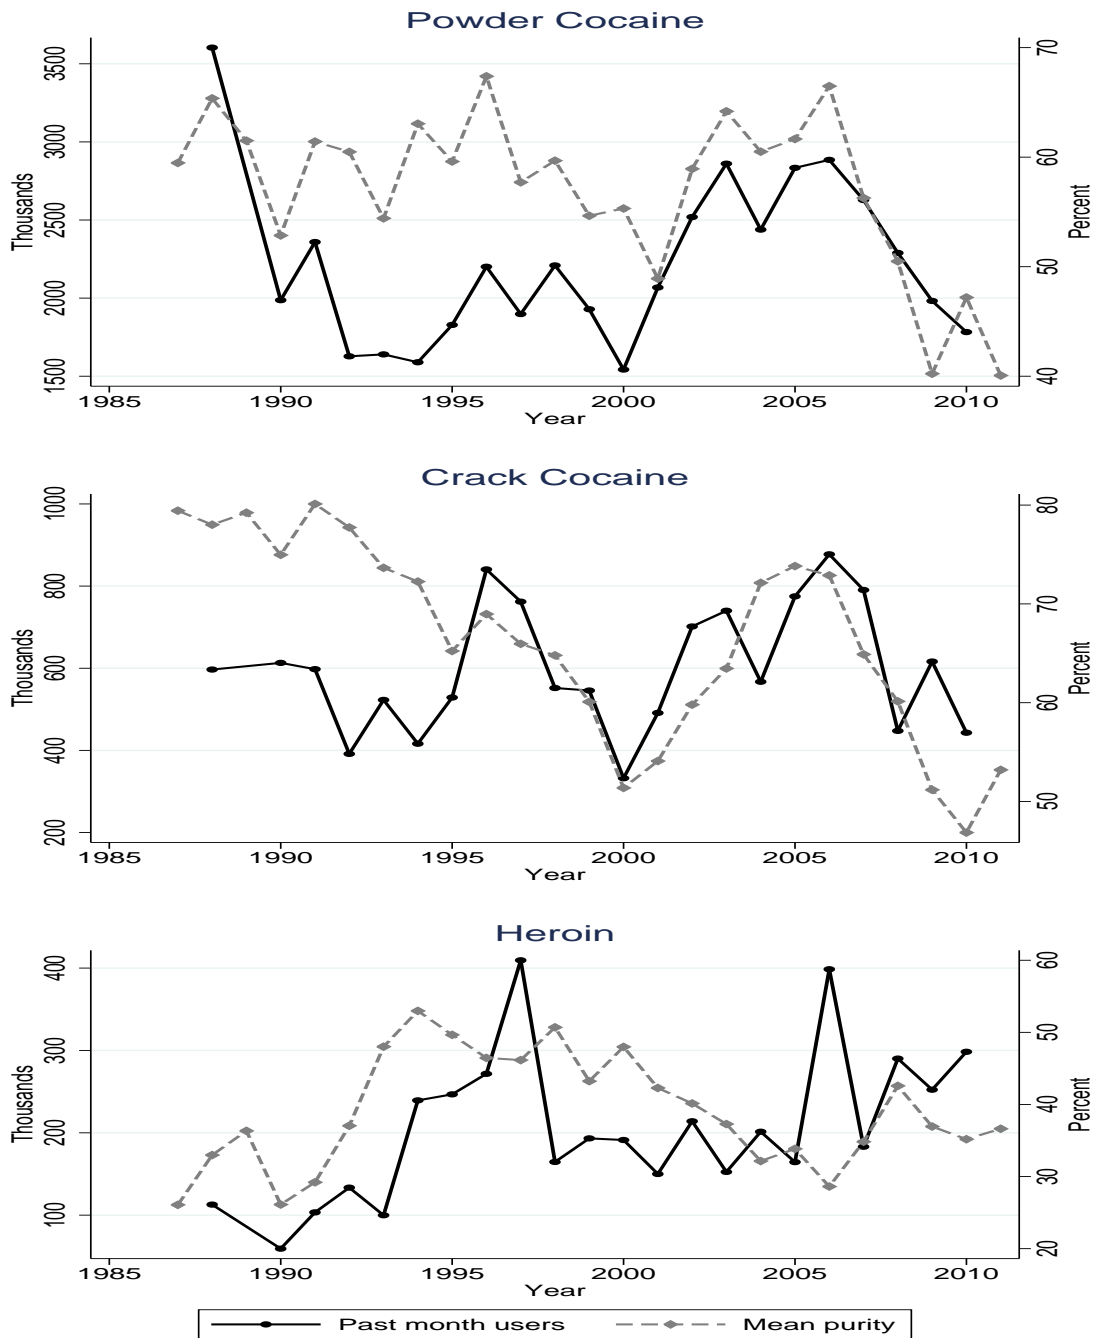 Powder Cocaine
Thousands
3500
3000
2500
2000
1500
Percent
70
60
50
40
1985 1990 1995 2000 2005 2010
Year
Crack Cocaine
Thousands
1000
800
600
400
200
Percent
80
70
60
50
1985 1990 1995 2000 2005 2010
Year
Heroin
Thousands
400
300
200
100
Percent
60
50
40
30
20
1985 1990 1995 2000 2005 2010
Year
Past month users Mean purity